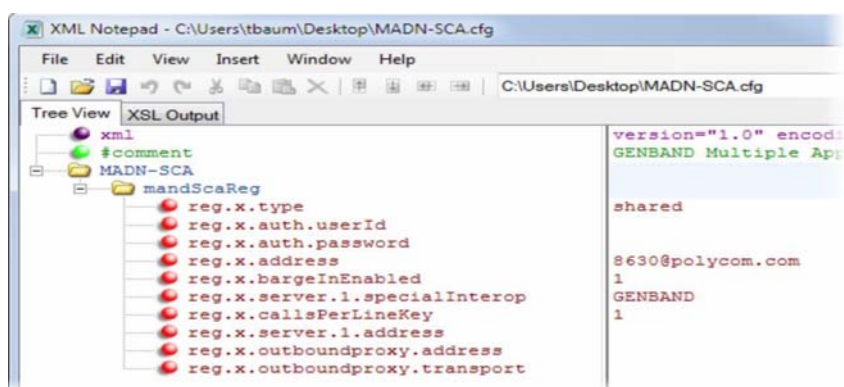 XML Notepad - C:\Users\tbaum\Desktop\MADN-SCA.cfg
File Edit View Insert Window Help
C:\Users\Desktop\MADN-SCA.cfg
Tree View XSL Output
xml version="1.0" encodi
#comment GENBAND Multiple App
MADN-SCA
mandScaReg
reg.x.type shared
reg.x.auth.userId
reg.x.auth.password
reg.x.address 8630@polycom.com
reg.x.bargeInEnabled 1
reg.x.server.1.specialInterop GENBAND
reg.x.callsPerLineKey 1
reg.x.server.1.address
reg.x.outboundproxy.address
reg.x.outboundproxy.transport